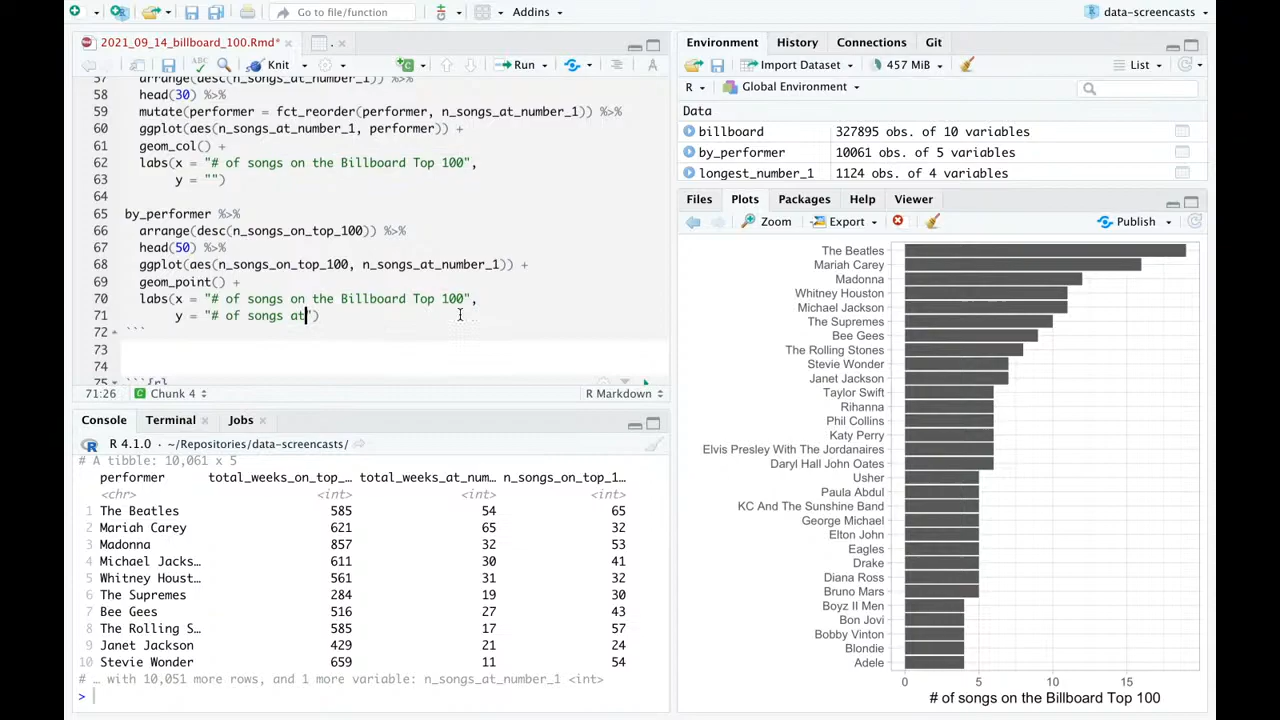 Go to file/function
Addins
data-screencasts
2021_09_14_billboard_100.Rmd*
.
ABC
Knit
Run
57 arrange(desc(n_songs_at_number_1)) %>%
58 head(30) %>%
59 mutate(performer = fct_reorder(performer, n_songs_at_number_1)) %>%
60 ggplot(aes(n_songs_at_number_1, performer)) +
61 geom_col() +
62 labs(x = "# of songs on the Billboard Top 100",
63 y = "")
64
65 by_performer %>%
66 arrange(desc(n_songs_on_top_100)) %>%
67 head(50) %>%
68 ggplot(aes(n_songs_on_top_100, n_songs_at_number_1)) +
69 geom_point() +
70 labs(x = "# of songs on the Billboard Top 100",
71 y = "# of songs at")
72 ```
73
74
75 ```{r}
71:26 Chunk 4 R Markdown
Console Terminal Jobs
R 4.1.0 · ~/Repositories/data-screencasts/
# A tibble: 10,061 x 5
performer total_weeks_on_top_… total_weeks_at_num… n_songs_on_top_1…
<chr> <int> <int> <int>
1 The Beatles 585 54 65
2 Mariah Carey 621 65 32
3 Madonna 857 32 53
4 Michael Jacks… 611 30 41
5 Whitney Houst… 561 31 32
6 The Supremes 284 19 30
7 Bee Gees 516 27 43
8 The Rolling S… 585 17 57
9 Janet Jackson 429 21 24
10 Stevie Wonder 659 11 54
# … with 10,051 more rows, and 1 more variable: n_songs_at_number_1 <int>
>
Environment History Connections Git
Import Dataset 457 MiB List
R Global Environment
Data
billboard 327895 obs. of 10 variables
by_performer 10061 obs. of 5 variables
longest_number_1 1124 obs. of 4 variables
Files Plots Packages Help Viewer
Zoom Export Publish
The Beatles
Mariah Carey
Madonna
Whitney Houston
Michael Jackson
The Supremes
Bee Gees
The Rolling Stones
Stevie Wonder
Janet Jackson
Taylor Swift
Rihanna
Phil Collins
Katy Perry
Elvis Presley With The Jordanaires
Daryl Hall John Oates
Usher
Paula Abdul
KC And The Sunshine Band
George Michael
Elton John
Eagles
Drake
Diana Ross
Bruno Mars
Boyz II Men
Bon Jovi
Bobby Vinton
Blondie
Adele
0 5 10 15
# of songs on the Billboard Top 100